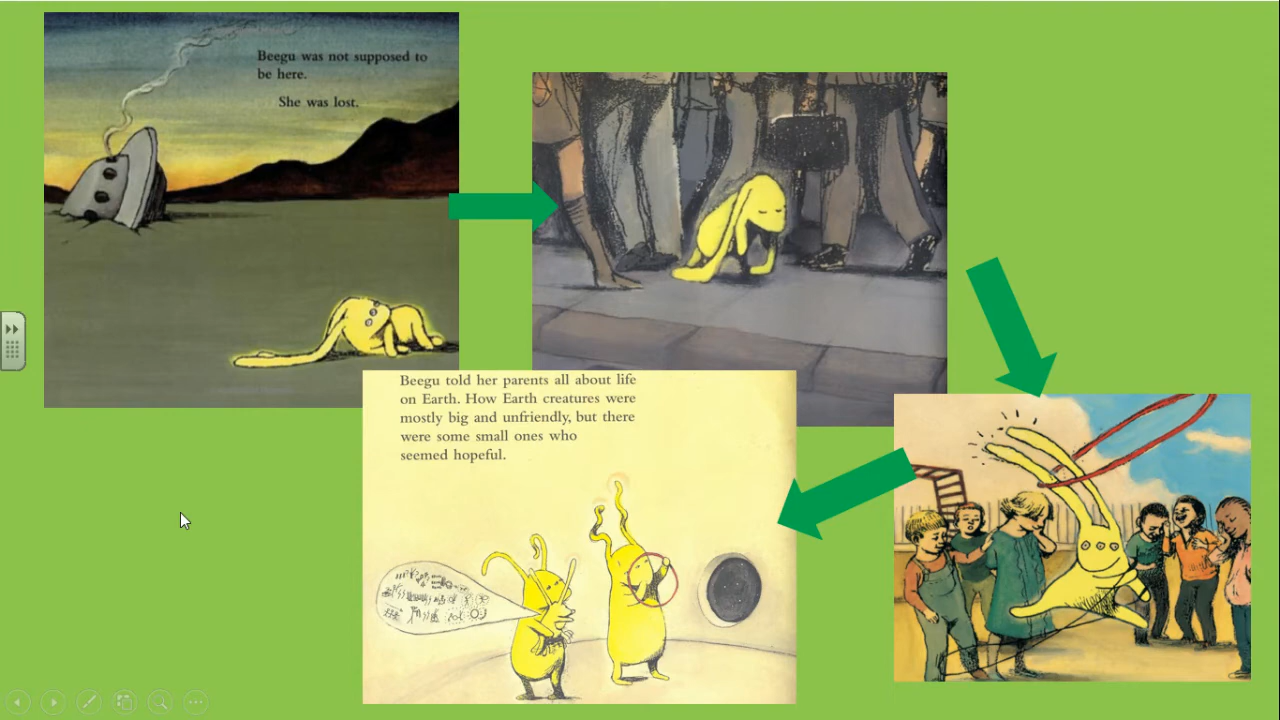 Beegu was not supposed to
be here.
She was lost.
Beegu told her parents all about life
on Earth. How Earth creatures were
mostly big and unfriendly, but there
were some small ones who
seemed hopeful.